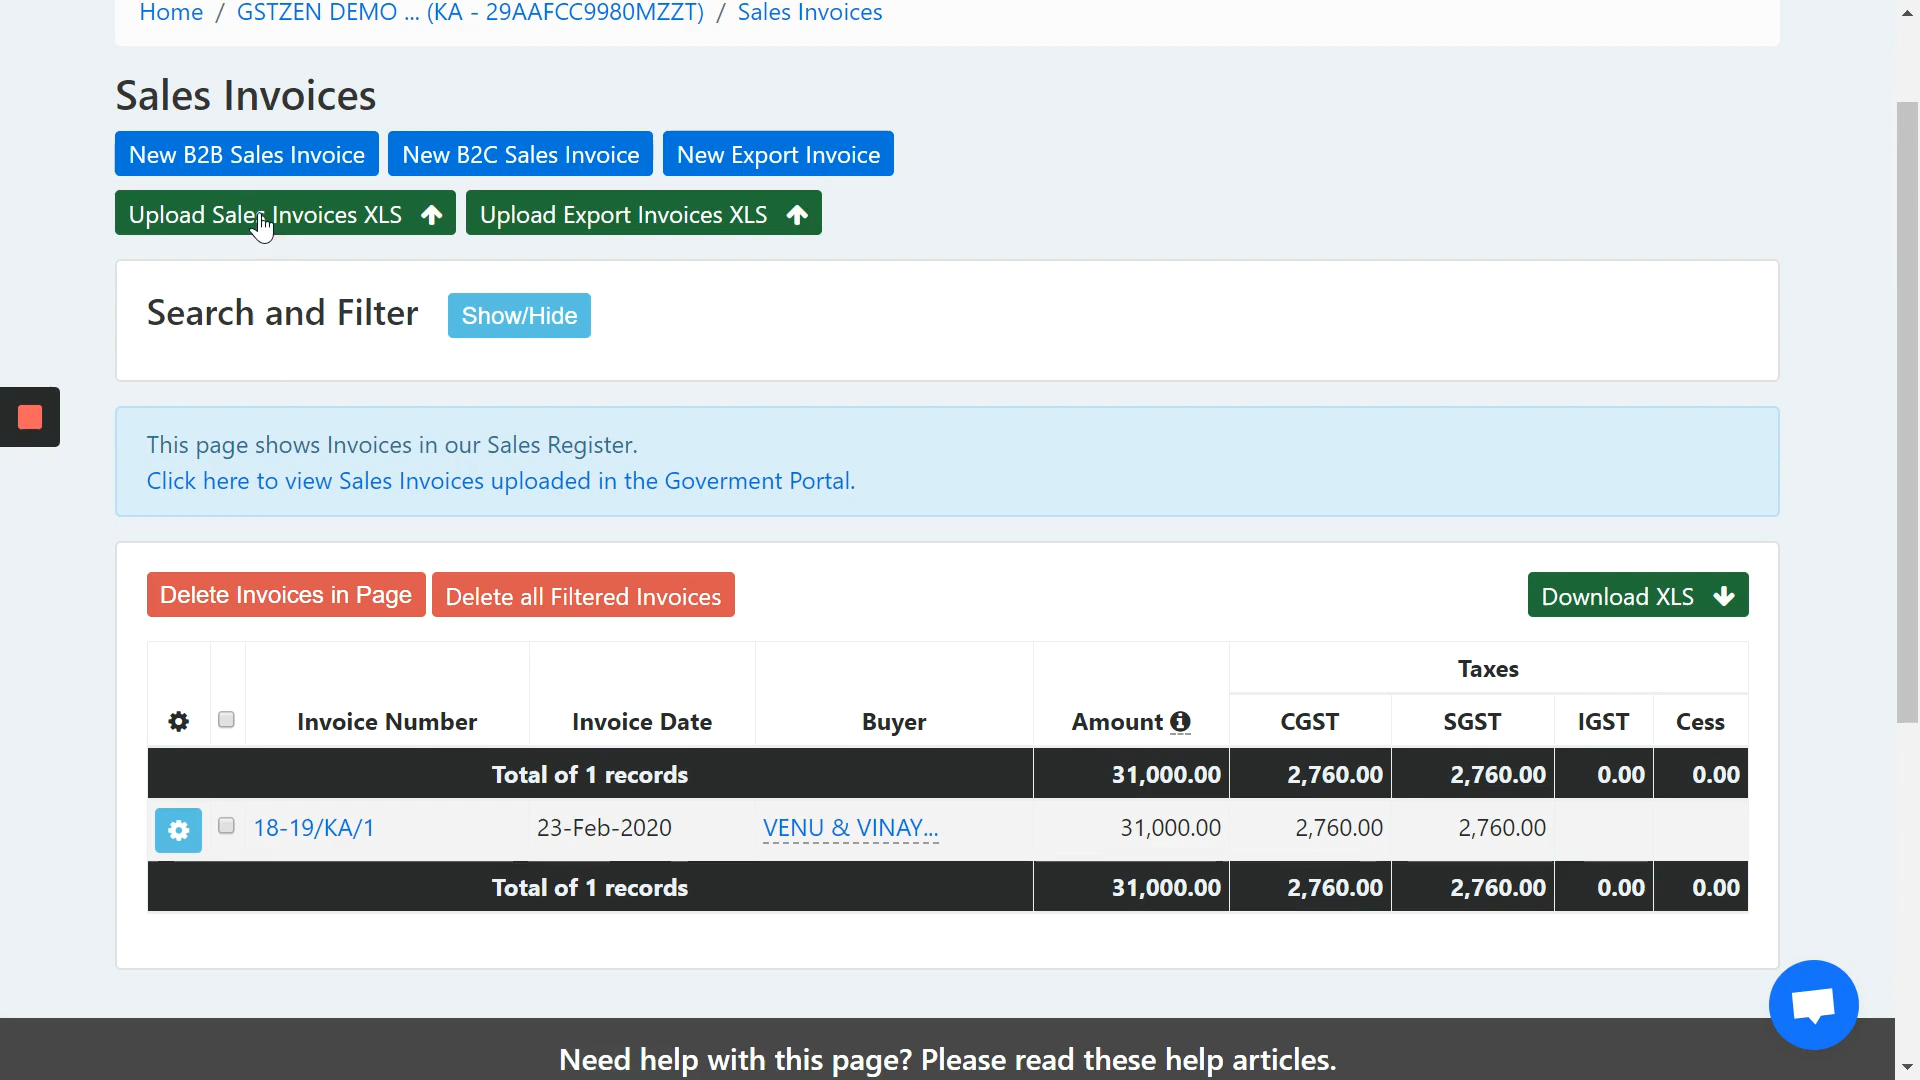 Home / GSTZEN DEMO ... (KA - 29AAFCC9980MZZT) / Sales Invoices
Sales Invoices
New B2B Sales Invoice New B2C Sales Invoice New Export Invoice
Upload Sales Invoices XLS Upload Export Invoices XLS
Search and Filter Show/Hide
This page shows Invoices in our Sales Register.
Click here to view Sales Invoices uploaded in the Goverment Portal.
Delete Invoices in Page Delete all Filtered Invoices Download XLS
Taxes
Invoice Number Invoice Date Buyer Amount CGST SGST IGST Cess
Total of 1 records 31,000.00 2,760.00 2,760.00 0.00 0.00
18-19/KA/1 23-Feb-2020 VENU & VINAY... 31,000.00 2,760.00 2,760.00
Total of 1 records 31,000.00 2,760.00 2,760.00 0.00 0.00
Need help with this page? Please read these help articles.